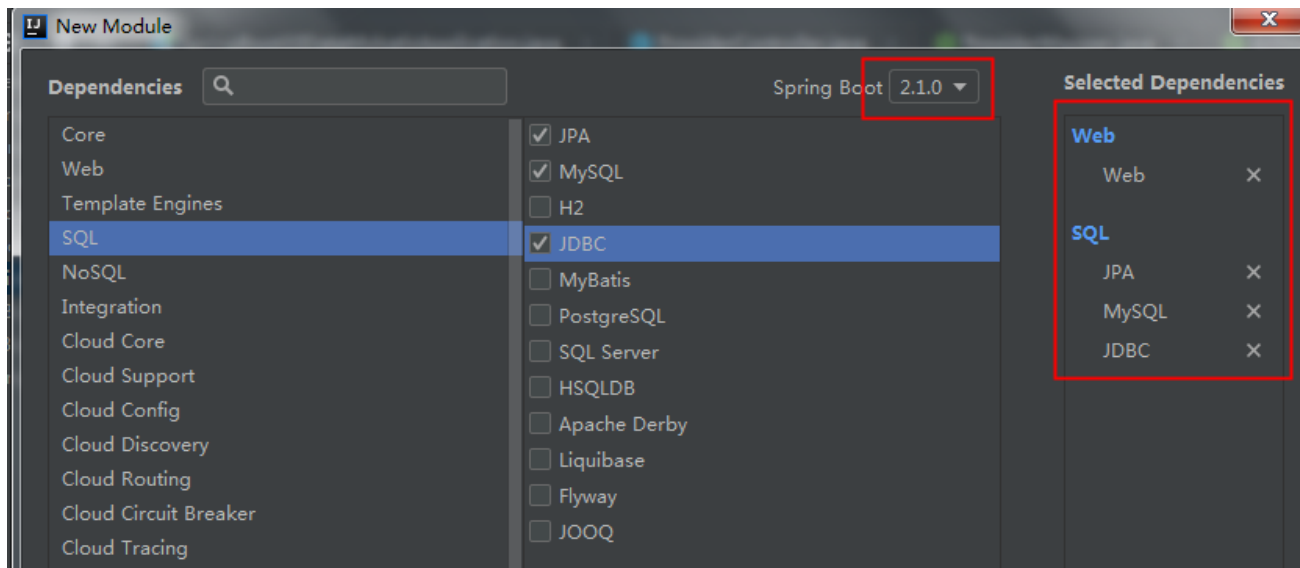 New Module
Dependencies
Spring Boot 2.1.0
Selected Dependencies
Core
Web
Template Engines
SQL
NoSQL
Integration
Cloud Core
Cloud Support
Cloud Config
Cloud Discovery
Cloud Routing
Cloud Circuit Breaker
Cloud Tracing
JPA
MySQL
H2
JDBC
MyBatis
PostgreSQL
SQL Server
HSQLDB
Apache Derby
Liquibase
Flyway
JOOQ
Web
Web
SQL
JPA
MySQL
JDBC